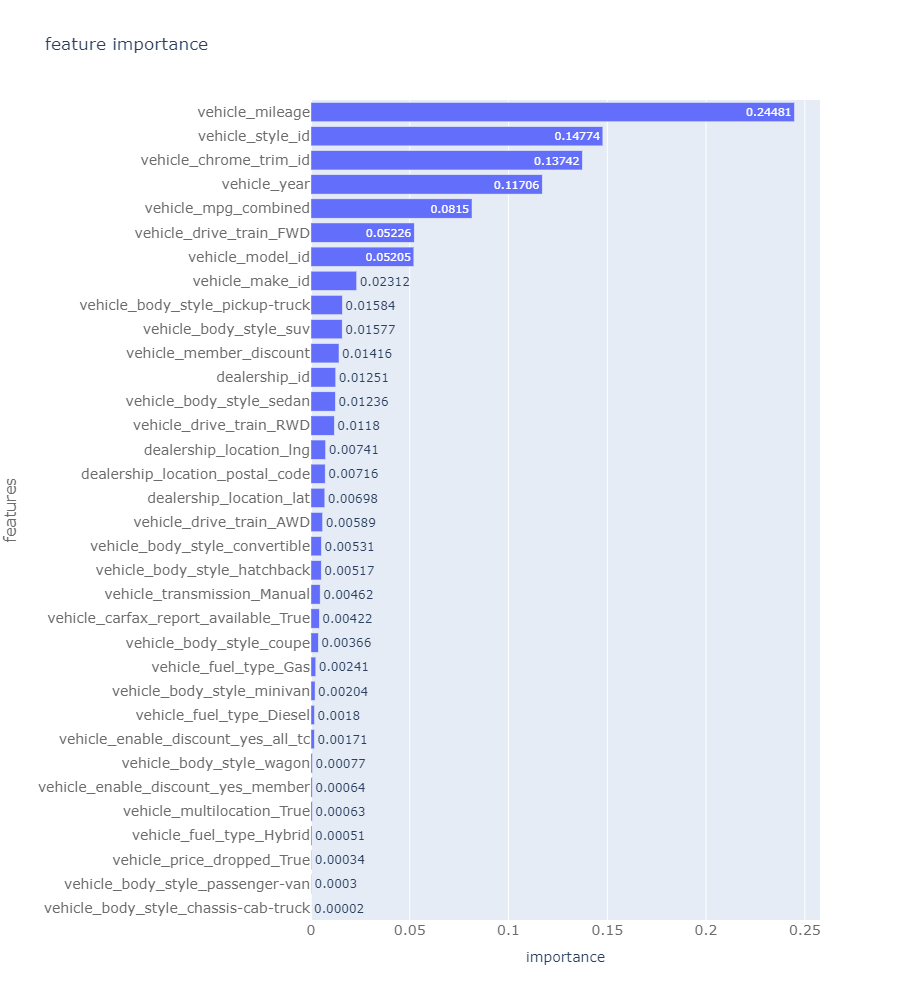 feature importance
vehicle_mileage 0.24481
vehicle_style_id 0.14774
vehicle_chrome_trim_id 0.13742
vehicle_year 0.11706
vehicle_mpg_combined 0.0815
vehicle_drive_train_FWD 0.05226
vehicle_model_id 0.05205
vehicle_make_id 0.02312
vehicle_body_style_pickup-truck 0.01584
vehicle_body_style_suv 0.01577
vehicle_member_discount 0.01416
dealership_id 0.01251
vehicle_body_style_sedan 0.01236
vehicle_drive_train_RWD 0.0118
dealership_location_lng 0.00741
dealership_location_postal_code 0.00716
dealership_location_lat 0.00698
vehicle_drive_train_AWD 0.00589
vehicle_body_style_convertible 0.00531
vehicle_body_style_hatchback 0.00517
vehicle_transmission_Manual 0.00462
vehicle_carfax_report_available_True 0.00422
vehicle_body_style_coupe 0.00366
vehicle_fuel_type_Gas 0.00241
vehicle_body_style_minivan 0.00204
vehicle_fuel_type_Diesel 0.0018
vehicle_enable_discount_yes_all_tc 0.00171
vehicle_body_style_wagon 0.00077
vehicle_enable_discount_yes_member 0.00064
vehicle_multilocation_True 0.00063
vehicle_fuel_type_Hybrid 0.00051
vehicle_price_dropped_True 0.00034
vehicle_body_style_passenger-van 0.0003
vehicle_body_style_chassis-cab-truck 0.00002
features
0 0.05 0.1 0.15 0.2 0.25
importance